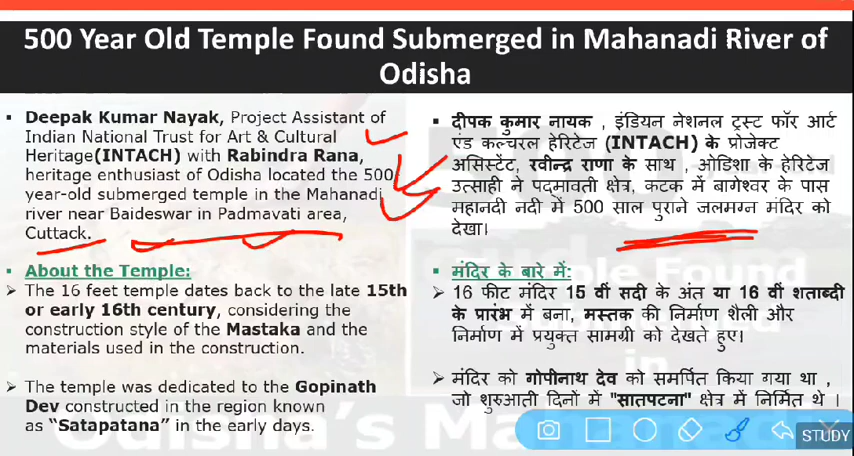 500 Year Old Temple Found Submerged in Mahanadi River of
Odisha
Deepak Kumar Nayak, Project Assistant of
Indian National Trust for Art & Cultural
Heritage(INTACH) with Rabindra Rana,
heritage enthusiast of Odisha located the 500
year-old submerged temple in the Mahanadi
river near Baideswar in Padmavati area,
Cuttack.
About the Temple:
The 16 feet temple dates back to the late 15th
or early 16th century, considering the
construction style of the Mastaka and the
materials used in the construction.
The temple was dedicated to the Gopinath
Dev constructed in the region known
as “Satapatana” in the early days.
दीपक कुमार नायक , इंडियन नेशनल ट्रस्ट फॉर आर्ट
एंड कल्चरल हेरिटेज (INTACH) के प्रोजेक्ट
असिस्टेंट, रवीन्द्र राणा के साथ , ओडिशा के हेरिटेज
उत्साही ने पदमावती क्षेत्र, कटक में बागेश्वर के पास
महानदी नदी में 500 साल पुराने जलमग्न मंदिर को
देखा।
मंदिर के बारे में:
16 फीट मंदिर 15 वीं सदी के अंत या 16 वीं शताब्दी
के प्रारंभ में बना, मस्तक की निर्माण शैली और
निर्माण में प्रयुक्त सामग्री को देखते हुए।
मंदिर को गोपीनाथ देव को समर्पित किया गया था ,
जो शुरुआती दिनों में "सातपटना" क्षेत्र में निर्मित थे ।
STUDY